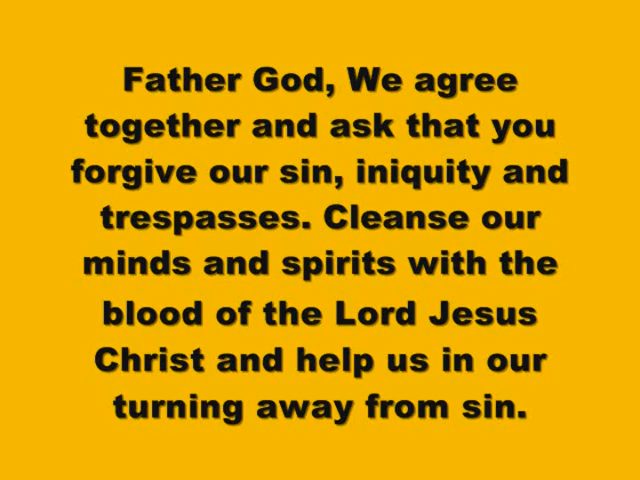 Father God, We agree
together and ask that you
forgive our sin, iniquity and
trespasses. Cleanse our
minds and spirits with the
blood of the Lord Jesus
Christ and help us in our
turning away from sin.